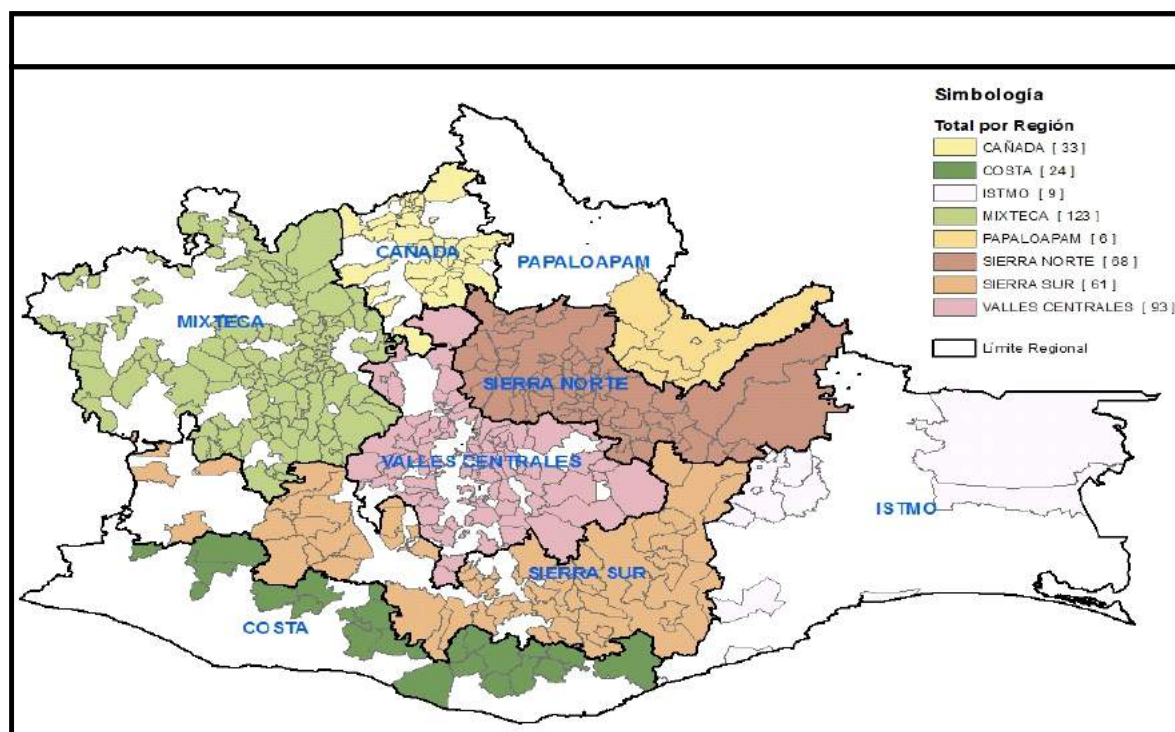 Simbología
Total por Región
CAÑADA [ 33 ]
COSTA [ 24 ]
ISTMO [ 9 ]
MIXTECA [ 123 ]
PAPALOAPAM [ 6 ]
SIERRA NORTE [ 68 ]
SIERRA SUR [ 61 ]
VALLES CENTRALES [ 93 ]
Límite Regional
CAÑADA
PAPALOAPAM
MIXTECA
SIERRA NORTE
VALLES CENTRALES
ISTMO
SIERRA SUR
COSTA